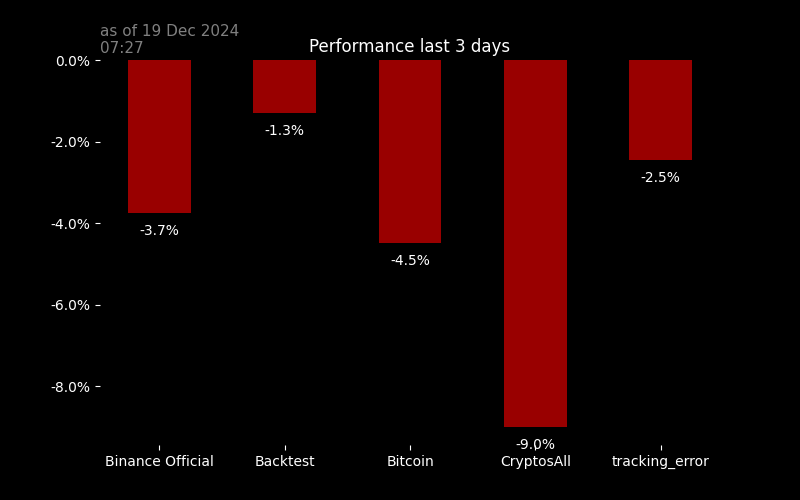 as of 19 Dec 2024
07:27
Performance last 3 days
0.0%
-2.0%
-4.0%
-6.0%
-8.0%
-3.7%
-1.3%
-4.5%
-9.0%
-2.5%
Binance Official
Backtest
Bitcoin
CryptosAll
tracking_error